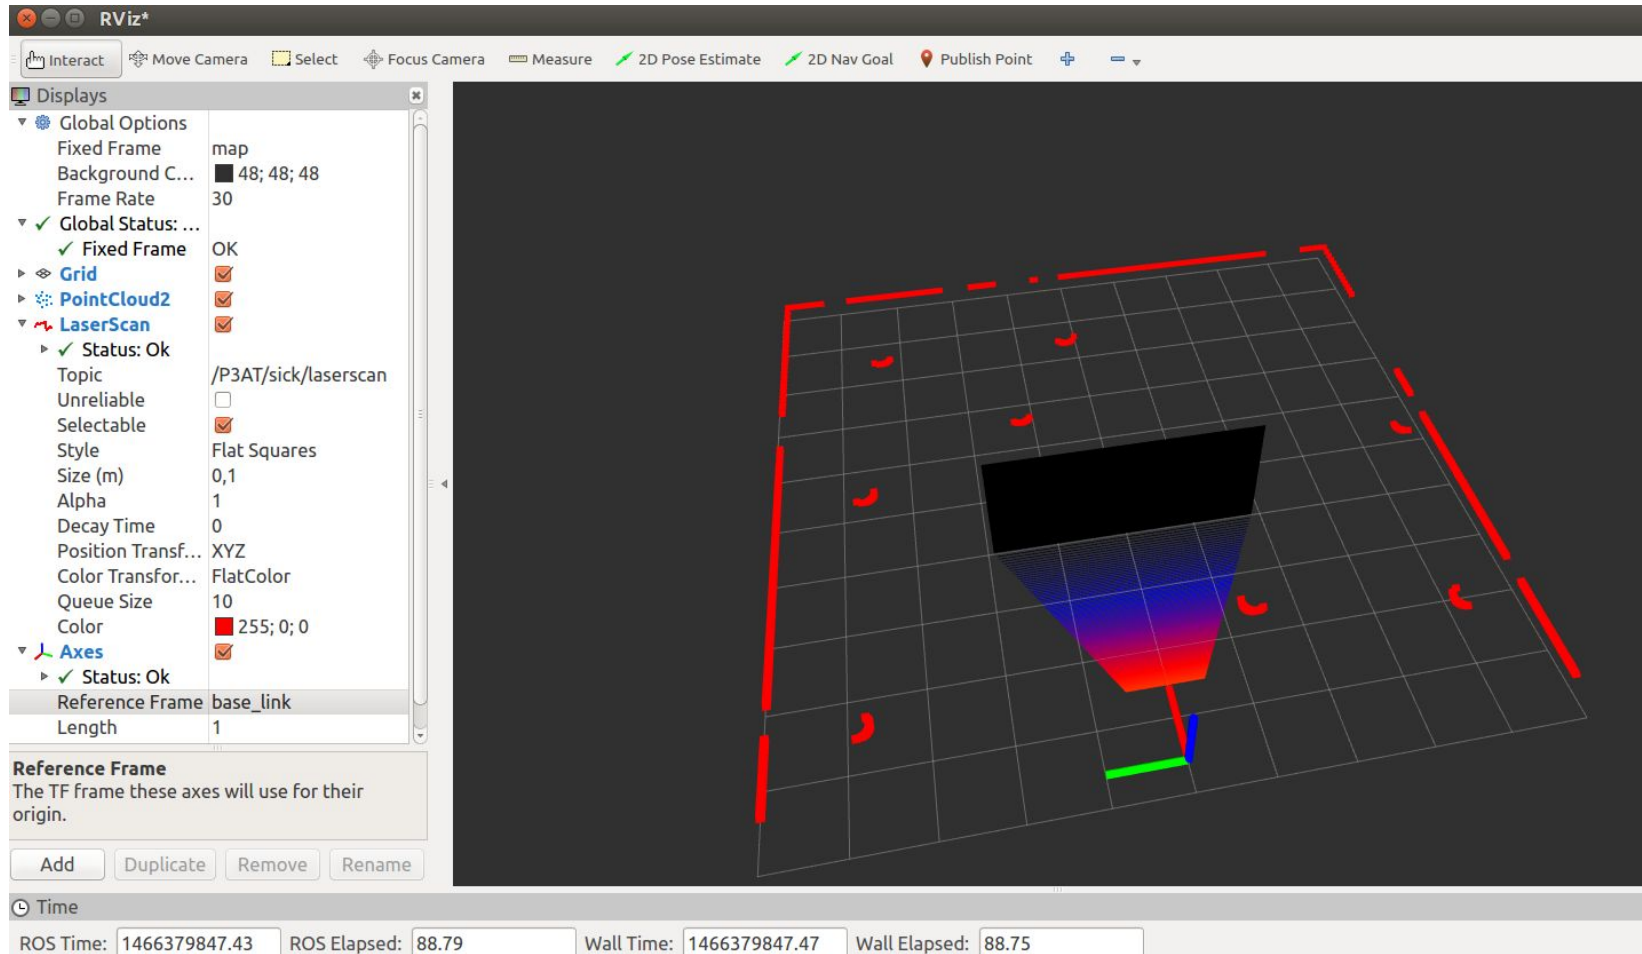 RViz*
Interact Move Camera Select Focus Camera Measure 2D Pose Estimate 2D Nav Goal Publish Point
Displays
Global Options
Fixed Frame map
Background C... 48; 48; 48
Frame Rate 30
Global Status: ...
Fixed Frame OK
Grid
PointCloud2
LaserScan
Status: Ok
Topic /P3AT/sick/laserscan
Unreliable
Selectable
Style Flat Squares
Size (m) 0,1
Alpha 1
Decay Time 0
Position Transf... XYZ
Color Transfor... FlatColor
Queue Size 10
Color 255; 0; 0
Axes
Status: Ok
Reference Frame base_link
Length 1
Reference Frame
The TF frame these axes will use for their
origin.
Add Duplicate Remove Rename
Time
ROS Time: 1466379847.43 ROS Elapsed: 88.79 Wall Time: 1466379847.47 Wall Elapsed: 88.75